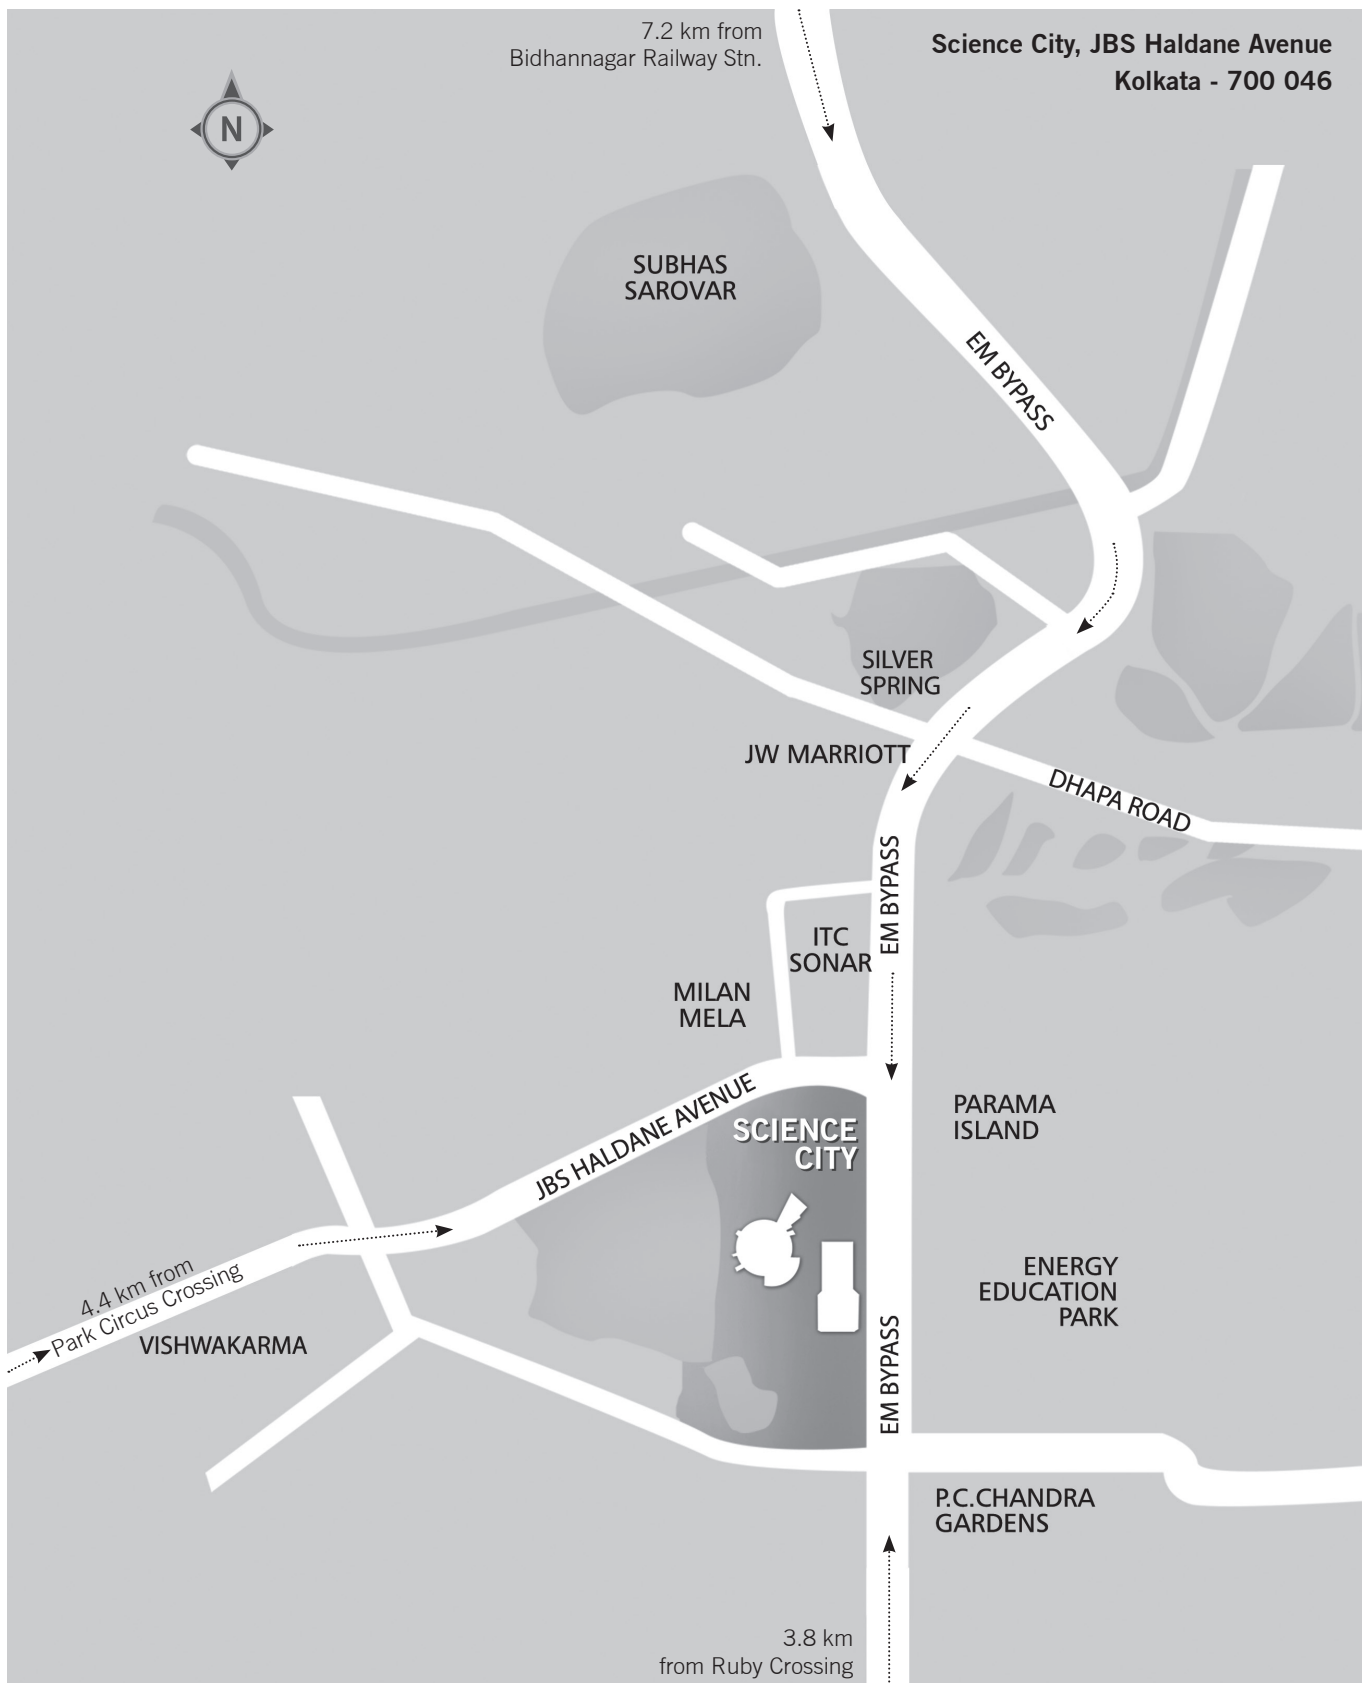 7.2 km from
Bidhannagar Railway Stn.
Science City, JBS Haldane Avenue
Kolkata - 700 046
N
SUBHAS
SAROVAR
EM BYPASS
SILVER
SPRING
JW MARRIOTT
DHAPA ROAD
EM BYPASS
ITC
SONAR
MILAN
MELA
JBS HALDANE AVENUE
PARAMA
ISLAND
SCIENCE
CITY
4.4 km from
Park Circus Crossing
VISHWAKARMA
ENERGY
EDUCATION
PARK
EM BYPASS
P.C.CHANDRA
GARDENS
3.8 km
from Ruby Crossing